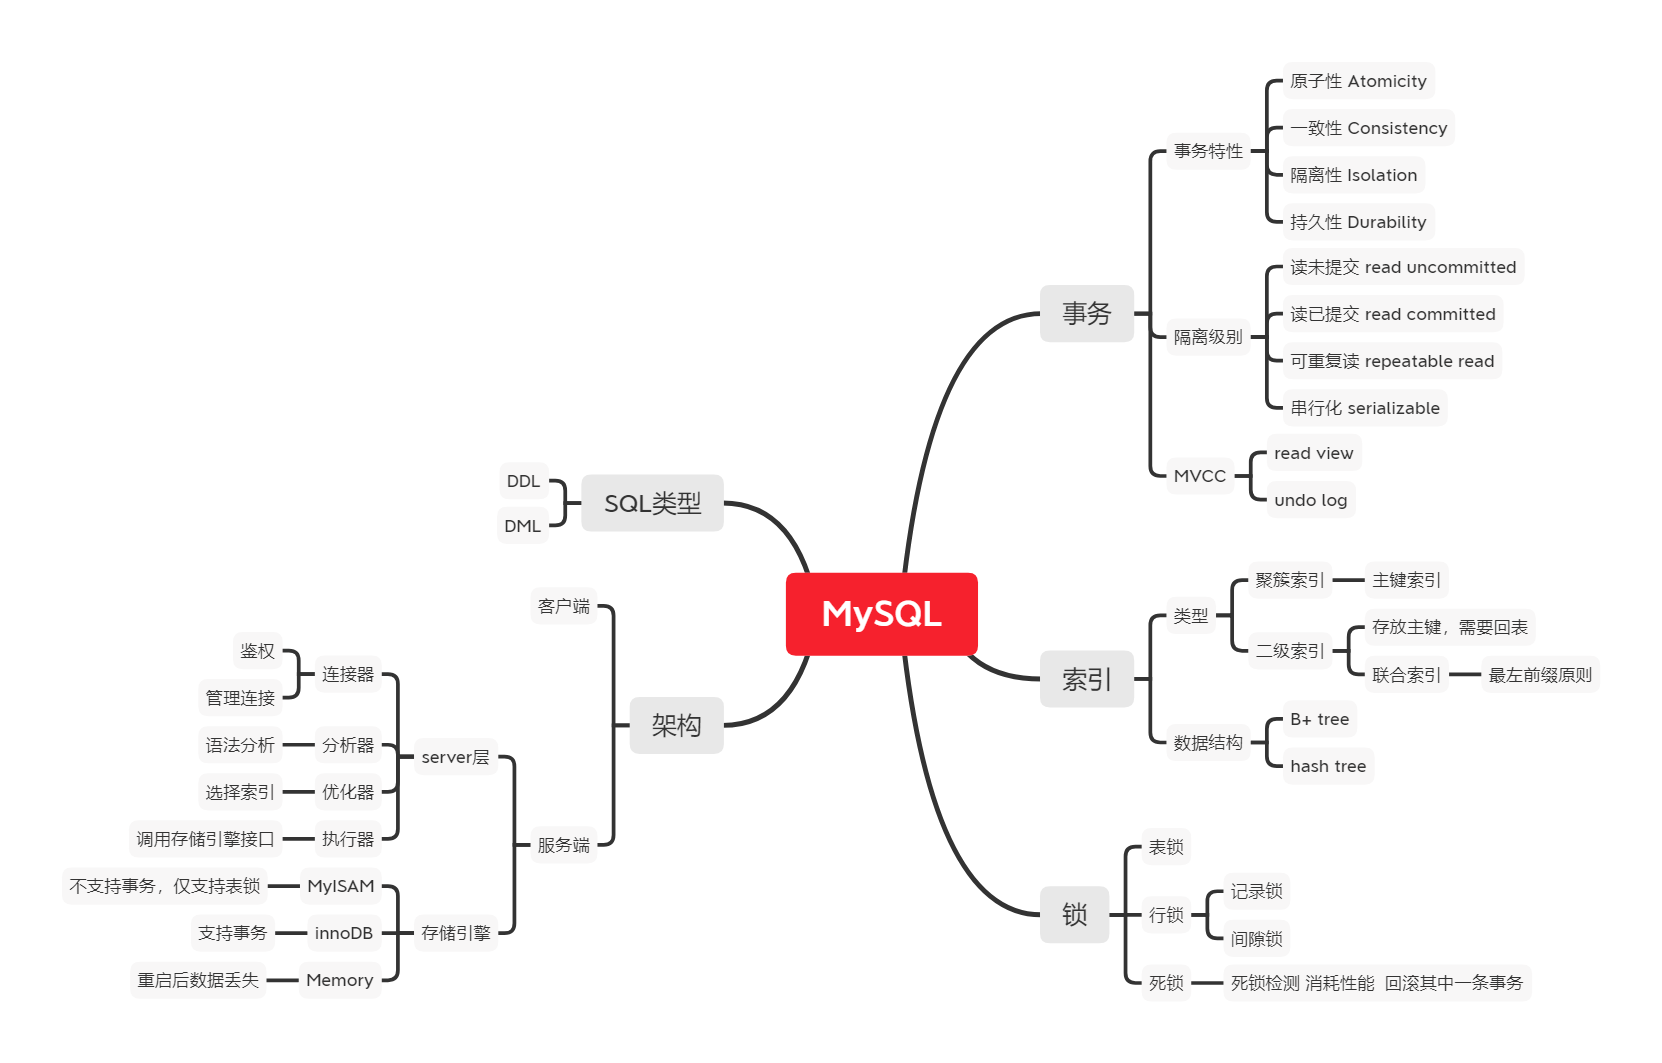 MySQL
事务
事务特性
原子性 Atomicity
一致性 Consistency
隔离性 Isolation
持久性 Durability
隔离级别
读未提交 read uncommitted
读已提交 read committed
可重复读 repeatable read
串行化 serializable
MVCC
read view
undo log
索引
类型
聚簇索引
主键索引
二级索引
存放主键，需要回表
联合索引
最左前缀原则
数据结构
B+ tree
hash tree
锁
表锁
行锁
记录锁
间隙锁
死锁
死锁检测 消耗性能 回滚其中一条事务
SQL类型
DDL
DML
架构
客户端
服务端
server层
连接器
鉴权
管理连接
分析器
语法分析
优化器
选择索引
执行器
调用存储引擎接口
存储引擎
MyISAM
不支持事务，仅支持表锁
innoDB
支持事务
Memory
重启后数据丢失